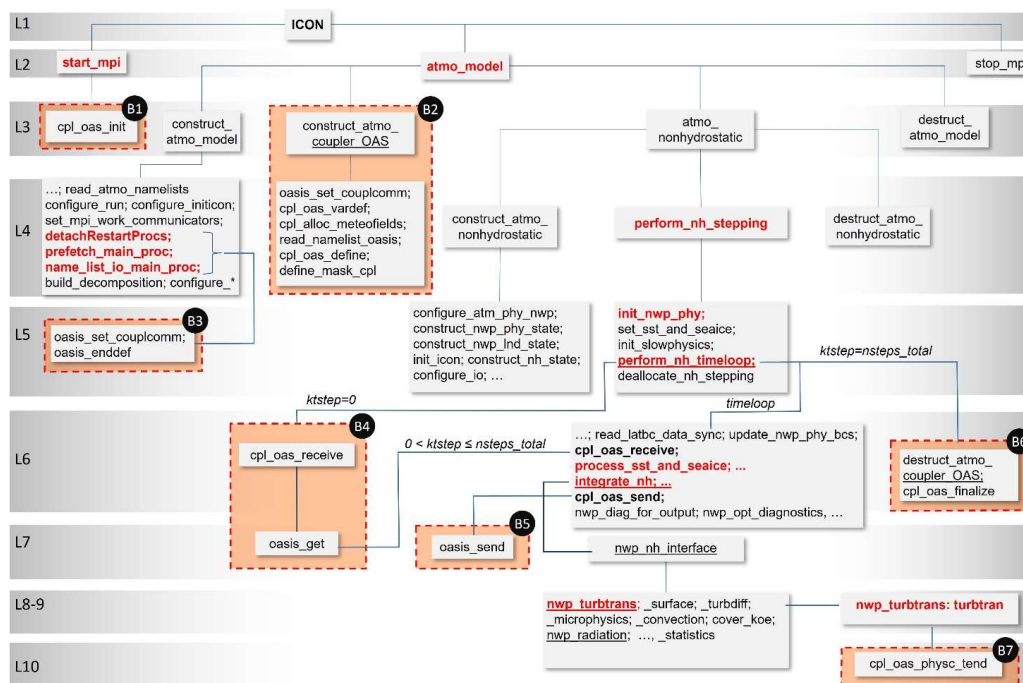 L1
ICON
L2
start_mpi
atmo_model
stop_mpi
L3
B1
cpl_oas_init
construct_
atmo_model
B2
construct_atmo_
coupler_OAS
atmo_
nonhydrostatic
destruct_
atmo_model
L4
…; read_atmo_namelists
configure_run; configure_initicon;
set_mpi_work_communicators;
detachRestartProcs;
prefetch_main_proc;
name_list_io_main_proc;
build_decomposition; configure_*
oasis_set_couplcomm;
cpl_oas_vardef;
cpl_alloc_meteofields;
read_namelist_oasis;
cpl_oas_define;
define_mask_cpl
construct_atmo_
nonhydrostatic
perform_nh_stepping
destruct_atmo_
nonhydrostatic
L5
B3
oasis_set_couplcomm;
oasis_enddef
configure_atm_phy_nwp;
construct_nwp_phy_state;
construct_nwp_lnd_state;
init_icon; construct_nh_state;
configure_io; …
init_nwp_phy;
set_sst_and_seaice;
init_slowphysics;
perform_nh_timeloop;
deallocate_nh_stepping
ktstep=nsteps_total
ktstep=0
timeloop
L6
B4
cpl_oas_receive
0 < ktstep ≤ nsteps_total
…; read_latbc_data_sync; update_nwp_phy_bcs;
cpl_oas_receive;
process_sst_and_seaice; ...
integrate_nh; ...
cpl_oas_send;
nwp_diag_for_output; nwp_opt_diagnostics, …
B6
destruct_atmo_
coupler_OAS;
cpl_oas_finalize
L7
oasis_get
B5
oasis_send
nwp_nh_interface
L8-9
nwp_turbtrans; _surface; _turbdiff;
_microphysics; _convection; cover_koe;
nwp_radiation; …, _statistics
nwp_turbtrans: turbtran
L10
B7
cpl_oas_physc_tend